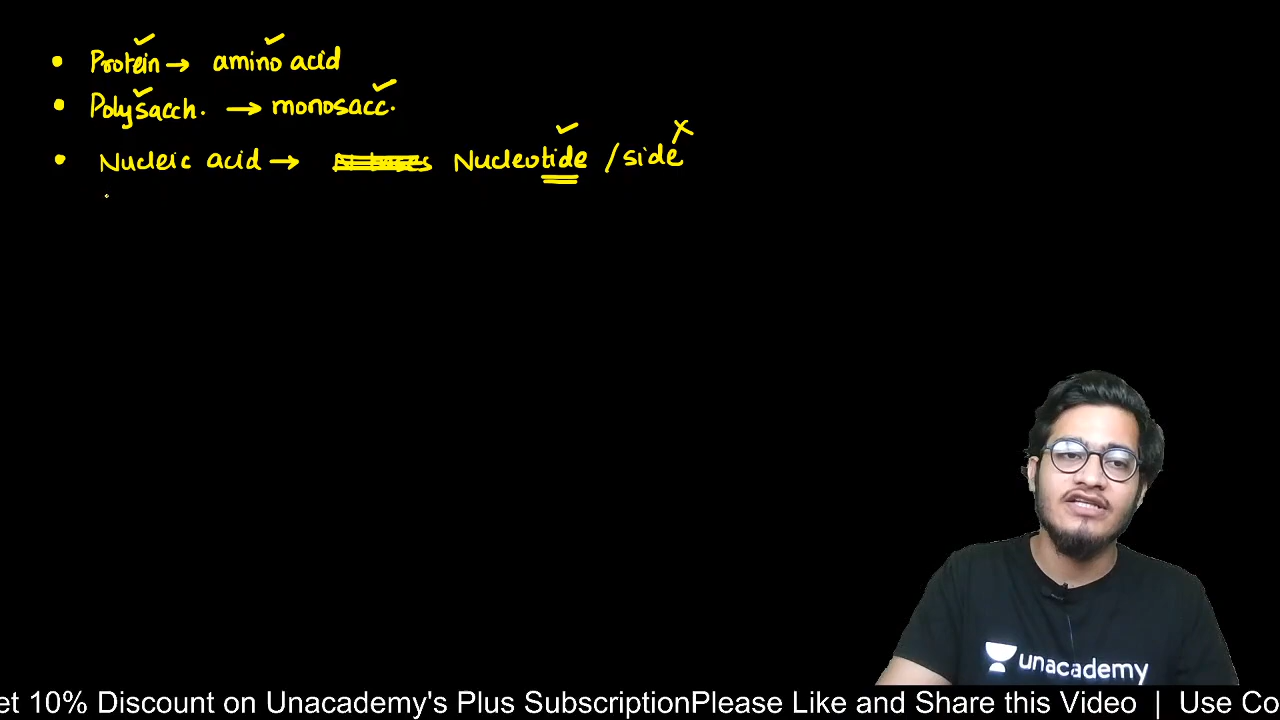 • Protein → amino acid
• Polysacch. → monosacc.
• Nucleic acid → Nucleotide / side
unacademy
et 10% Discount on Unacademy's Plus SubscriptionPlease Like and Share this Video | Use Co